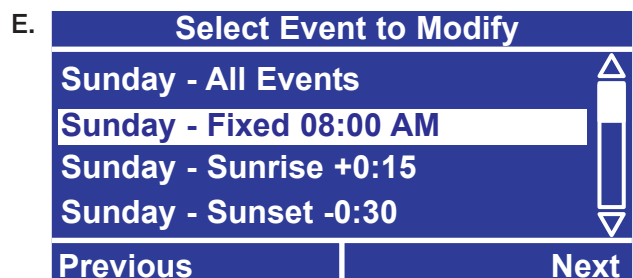 E.
Select Event to Modify
Sunday - All Events
Sunday - Fixed 08:00 AM
Sunday - Sunrise +0:15
Sunday - Sunset -0:30
Previous Next